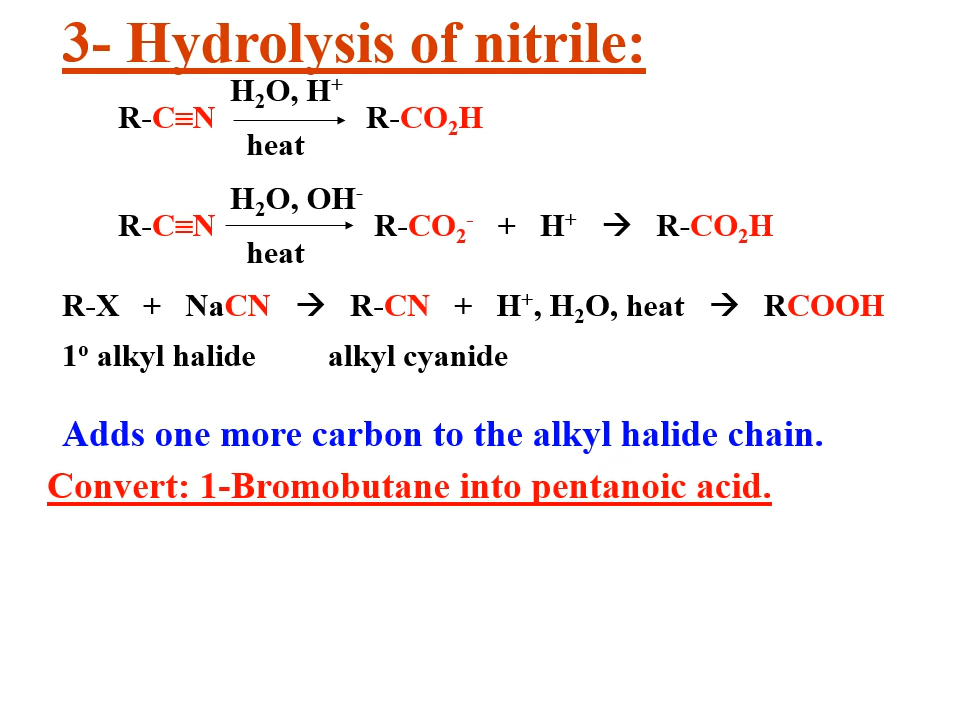 3- Hydrolysis of nitrile:
H₂O, H⁺
R-C≡N → R-CO₂H
heat
H₂O, OH⁻
R-C≡N → R-CO₂⁻ + H⁺ → R-CO₂H
heat
R-X + NaCN → R-CN + H⁺, H₂O, heat → RCOOH
1º alkyl halide alkyl cyanide
Adds one more carbon to the alkyl halide chain.
Convert: 1-Bromobutane into pentanoic acid.